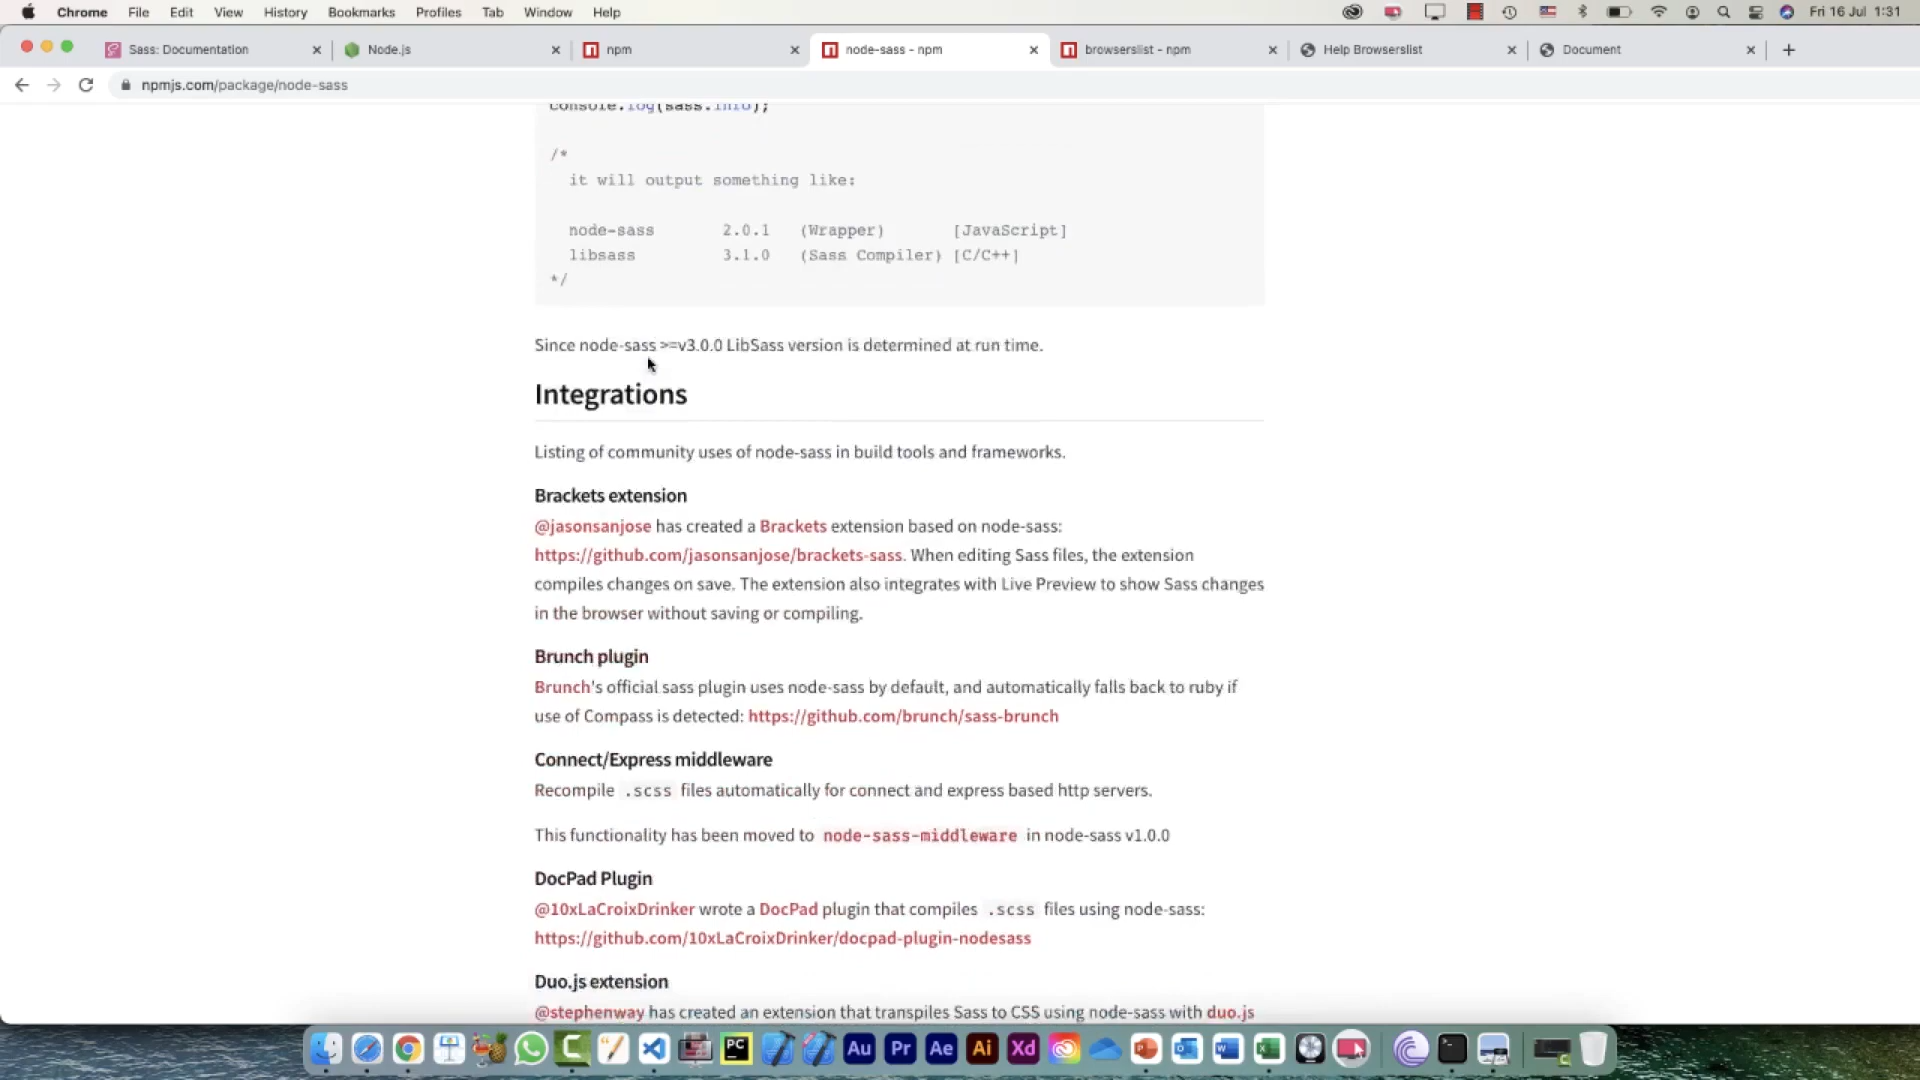 Chrome File Edit View History Bookmarks Profiles Tab Window Help Fri 16 Jul 1:31
Sass: Documentation Node.js npm node-sass - npm browserslist - npm Help Browserslist Document
npmjs.com/package/node-sass
console.log(sass.info);
/*
it will output something like:
node-sass 2.0.1 (Wrapper) [JavaScript]
libsass 3.1.0 (Sass Compiler) [C/C++]
*/
Since node-sass >=v3.0.0 LibSass version is determined at run time.
Integrations
Listing of community uses of node-sass in build tools and frameworks.
Brackets extension
@jasonsanjose has created a Brackets extension based on node-sass:
https://github.com/jasonsanjose/brackets-sass. When editing Sass files, the extension
compiles changes on save. The extension also integrates with Live Preview to show Sass changes
in the browser without saving or compiling.
Brunch plugin
Brunch's official sass plugin uses node-sass by default, and automatically falls back to ruby if
use of Compass is detected: https://github.com/brunch/sass-brunch
Connect/Express middleware
Recompile .scss files automatically for connect and express based http servers.
This functionality has been moved to node-sass-middleware in node-sass v1.0.0
DocPad Plugin
@10xLaCroixDrinker wrote a DocPad plugin that compiles .scss files using node-sass:
https://github.com/10xLaCroixDrinker/docpad-plugin-nodesass
Duo.js extension
@stephenway has created an extension that transpiles Sass to CSS using node-sass with duo.js
PC Au Pr Ae Ai Xd